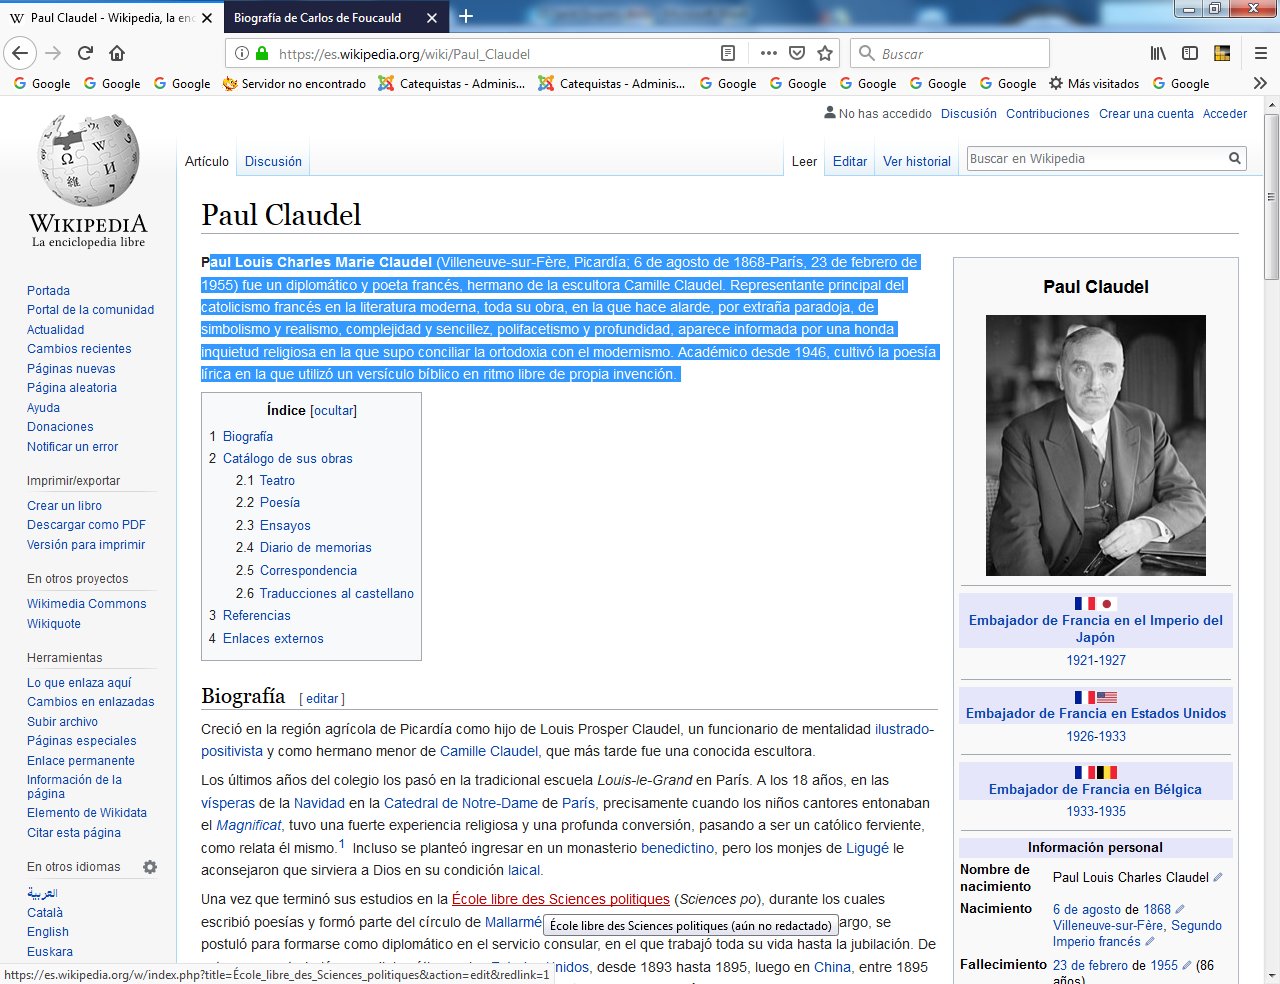 Paul Claudel - Wikipedia, la enc
Biografía de Carlos de Foucauld
https://es.wikipedia.org/wiki/Paul_Claudel
Buscar
Google
Google
Google
Servidor no encontrado
Catequistas - Adminis...
Catequistas - Adminis...
Google
Google
Google
Google
Google
Más visitados
Google
No has accedido Discusión Contribuciones Crear una cuenta Acceder
Artículo Discusión
Leer Editar Ver historial
Buscar en Wikipedia
WIKIPEDIA
La enciclopedia libre
Portada
Portal de la comunidad
Actualidad
Cambios recientes
Páginas nuevas
Página aleatoria
Ayuda
Donaciones
Notificar un error
Imprimir/exportar
Crear un libro
Descargar como PDF
Versión para imprimir
En otros proyectos
Wikimedia Commons
Wikiquote
Herramientas
Lo que enlaza aquí
Cambios en enlazadas
Subir archivo
Páginas especiales
Enlace permanente
Información de la
página
Elemento de Wikidata
Citar esta página
En otros idiomas
العربية
Català
English
Euskara
Paul Claudel
Paul Louis Charles Marie Claudel (Villeneuve-sur-Fère, Picardía; 6 de agosto de 1868-París, 23 de febrero de
1955) fue un diplomático y poeta francés, hermano de la escultora Camille Claudel. Representante principal del
catolicismo francés en la literatura moderna, toda su obra, en la que hace alarde, por extraña paradoja, de
simbolismo y realismo, complejidad y sencillez, polifacetismo y profundidad, aparece informada por una honda
inquietud religiosa en la que supo conciliar la ortodoxia con el modernismo. Académico desde 1946, cultivó la poesía
lírica en la que utilizó un versículo bíblico en ritmo libre de propia invención.
Índice [ocultar]
1 Biografía
2 Catálogo de sus obras
2.1 Teatro
2.2 Poesía
2.3 Ensayos
2.4 Diario de memorias
2.5 Correspondencia
2.6 Traducciones al castellano
3 Referencias
4 Enlaces externos
Biografía [ editar ]
Creció en la región agrícola de Picardía como hijo de Louis Prosper Claudel, un funcionario de mentalidad ilustrado-
positivista y como hermano menor de Camille Claudel, que más tarde fue una conocida escultora.
Los últimos años del colegio los pasó en la tradicional escuela Louis-le-Grand en París. A los 18 años, en las
vísperas de la Navidad en la Catedral de Notre-Dame de París, precisamente cuando los niños cantores entonaban
el Magnificat, tuvo una fuerte experiencia religiosa y una profunda conversión, pasando a ser un católico ferviente,
como relata él mismo.1 Incluso se planteó ingresar en un monasterio benedictino, pero los monjes de Ligugé le
aconsejaron que sirviera a Dios en su condición laical.
Una vez que terminó sus estudios en la École libre des Sciences politiques (Sciences po), durante los cuales
escribió poesías y formó parte del círculo de Mallarmé
École libre des Sciences politiques (aún no redactado)
argo, se
postuló para formarse como diplomático en el servicio consular, en el que trabajó toda su vida hasta la jubilación. De
nidos, desde 1893 hasta 1895, luego en China, entre 1895
Paul Claudel
Embajador de Francia en el Imperio del
Japón
1921-1927
Embajador de Francia en Estados Unidos
1926-1933
Embajador de Francia en Bélgica
1933-1935
Información personal
Nombre de
nacimiento
Paul Louis Charles Claudel
Nacimiento
6 de agosto de 1868
Villeneuve-sur-Fère, Segundo
Imperio francés
Fallecimiento
23 de febrero de 1955 (86
años)
https://es.wikipedia.org/w/index.php?title=École_libre_des_Sciences_politiques&action=edit&redlink=1